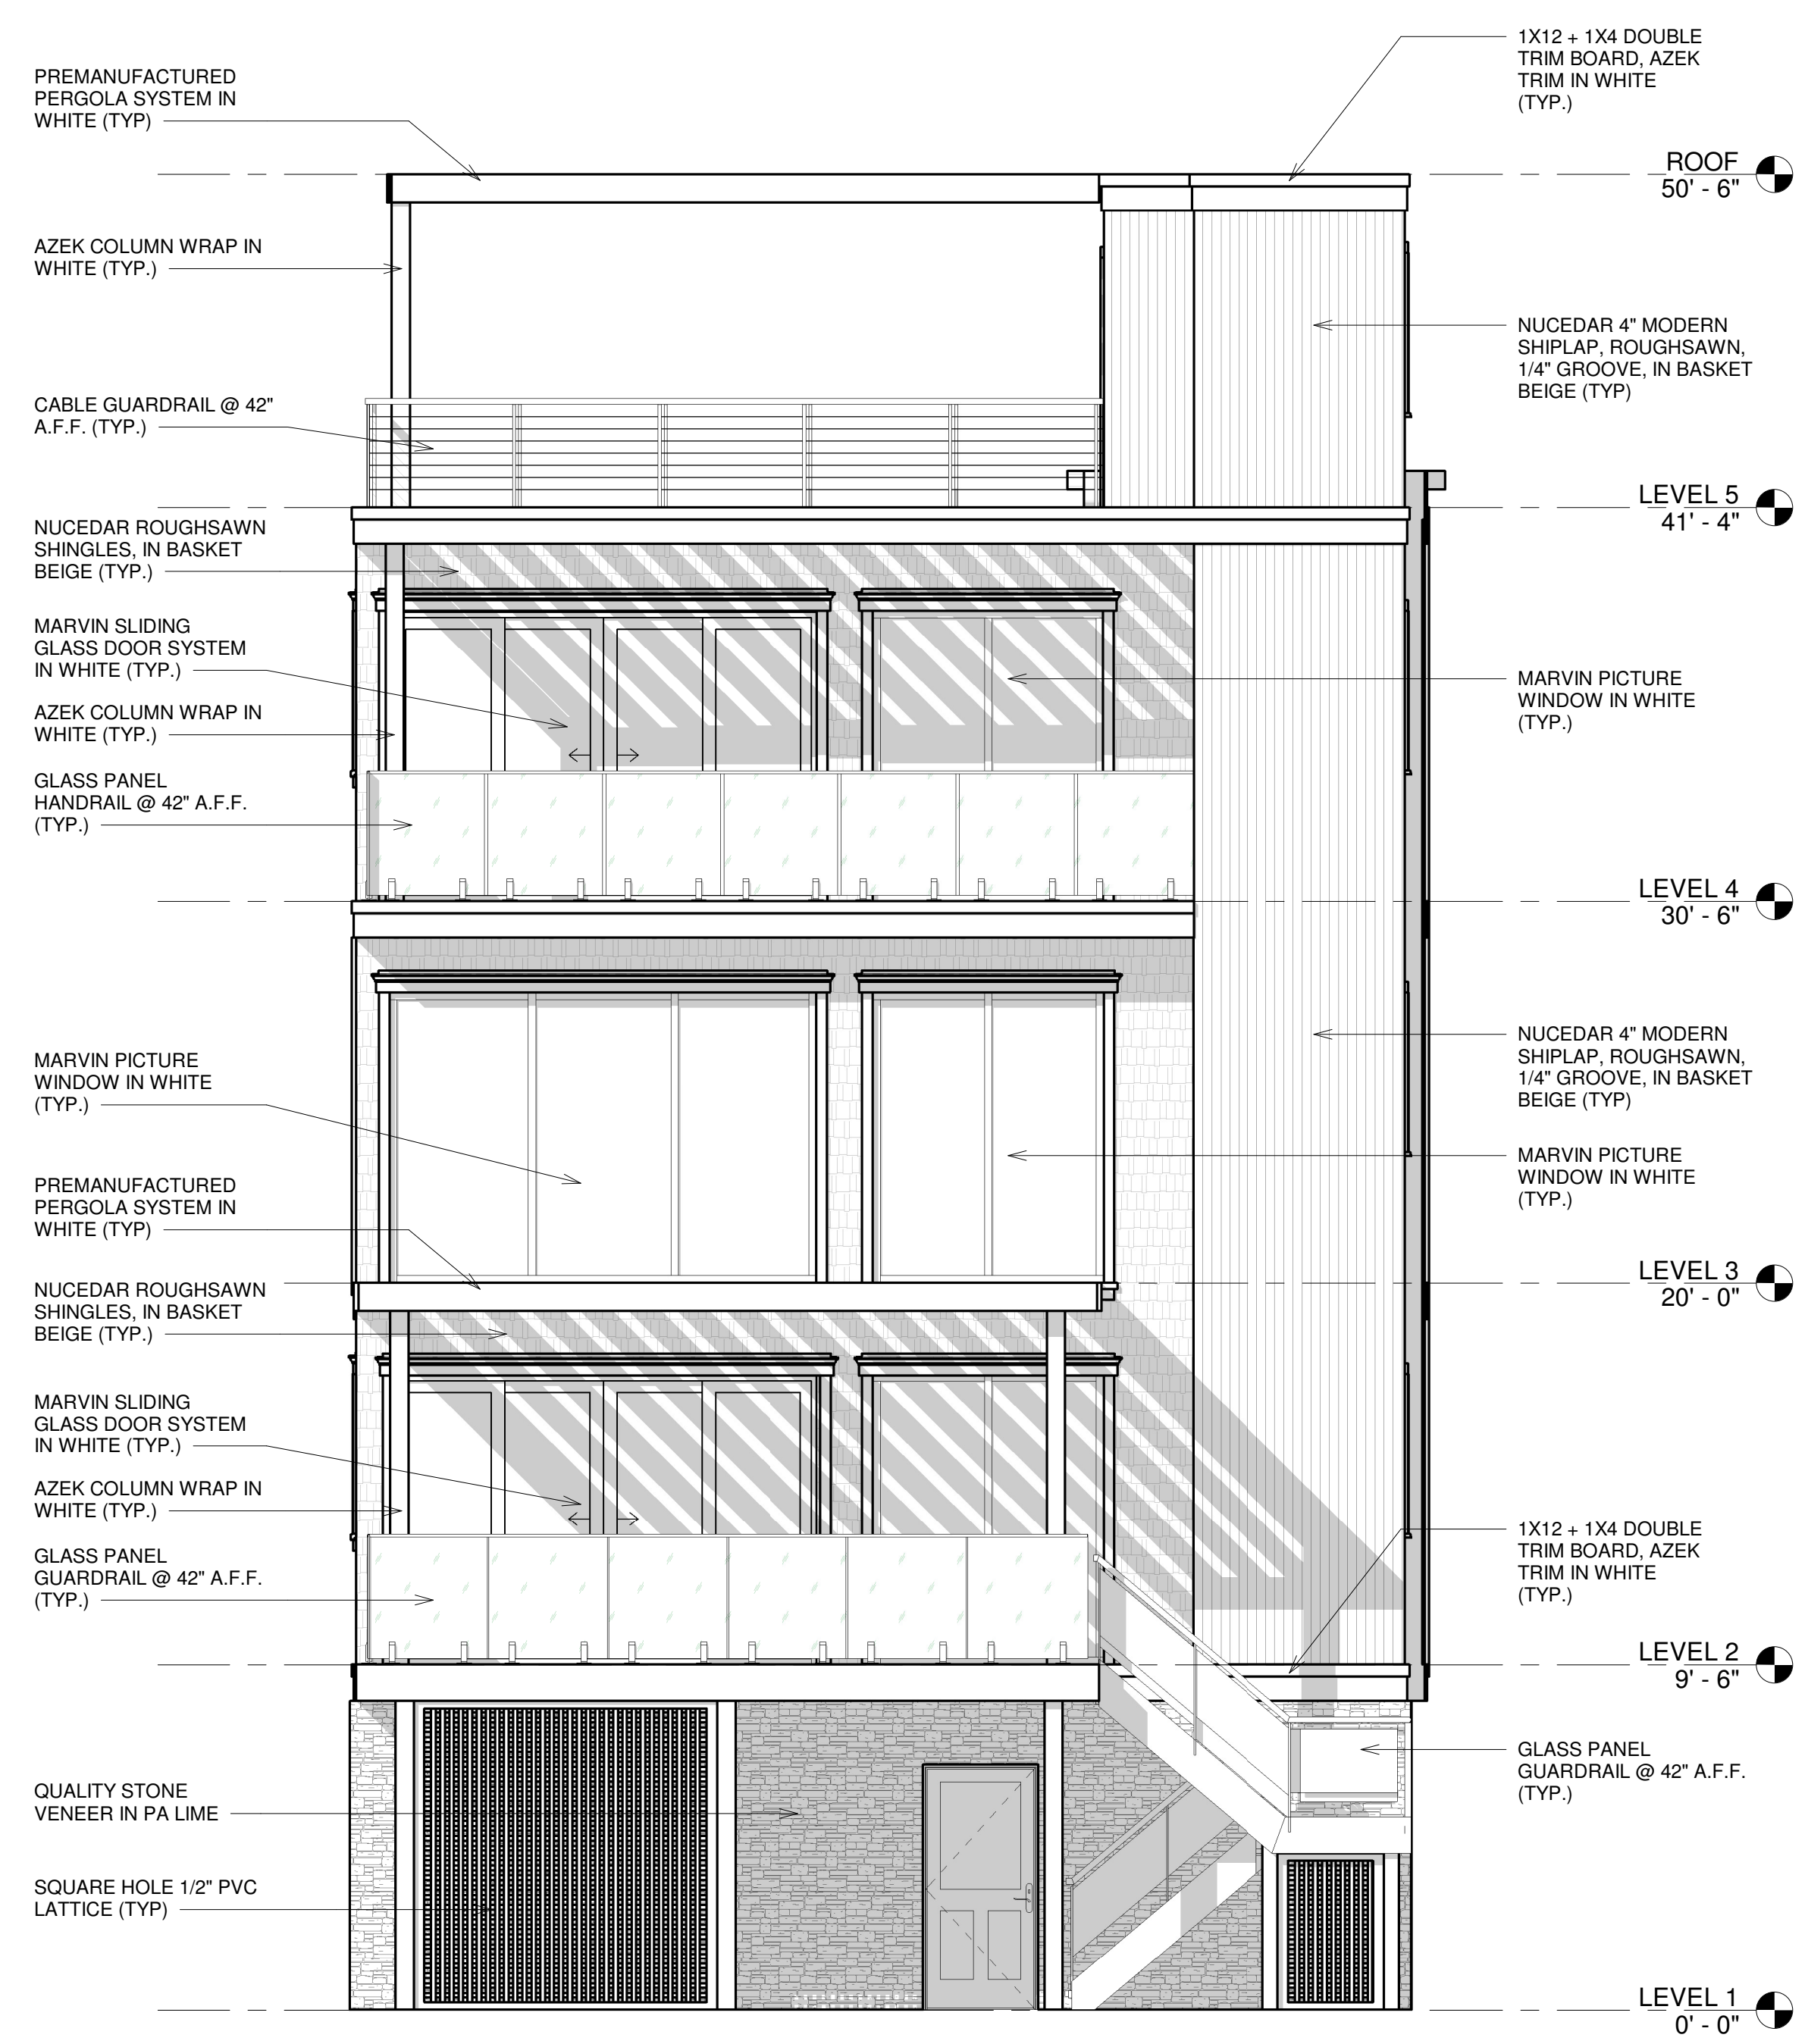 PREMANUFACTURED
PERGOLA SYSTEM IN
WHITE (TYP)
AZEK COLUMN WRAP IN
WHITE (TYP.)
CABLE GUARDRAIL @ 42"
A.F.F. (TYP.)
NUCEDAR ROUGHSAWN
SHINGLES, IN BASKET
BEIGE (TYP.)
MARVIN SLIDING
GLASS DOOR SYSTEM
IN WHITE (TYP.)
AZEK COLUMN WRAP IN
WHITE (TYP.)
GLASS PANEL
HANDRAIL @ 42" A.F.F.
(TYP.)
MARVIN PICTURE
WINDOW IN WHITE
(TYP.)
PREMANUFACTURED
PERGOLA SYSTEM IN
WHITE (TYP)
NUCEDAR ROUGHSAWN
SHINGLES, IN BASKET
BEIGE (TYP.)
MARVIN SLIDING
GLASS DOOR SYSTEM
IN WHITE (TYP.)
AZEK COLUMN WRAP IN
WHITE (TYP.)
GLASS PANEL
GUARDRAIL @ 42" A.F.F.
(TYP.)
QUALITY STONE
VENEER IN PA LIME
SQUARE HOLE 1/2" PVC
LATTICE (TYP)
1X12 + 1X4 DOUBLE
TRIM BOARD, AZEK
TRIM IN WHITE
(TYP.)
ROOF
50' - 6"
NUCEDAR 4" MODERN
SHIPLAP, ROUGHSAWN,
1/4" GROOVE, IN BASKET
BEIGE (TYP)
LEVEL 5
41' - 4"
MARVIN PICTURE
WINDOW IN WHITE
(TYP.)
LEVEL 4
30' - 6"
NUCEDAR 4" MODERN
SHIPLAP, ROUGHSAWN,
1/4" GROOVE, IN BASKET
BEIGE (TYP)
MARVIN PICTURE
WINDOW IN WHITE
(TYP.)
LEVEL 3
20' - 0"
1X12 + 1X4 DOUBLE
TRIM BOARD, AZEK
TRIM IN WHITE
(TYP.)
LEVEL 2
9' - 6"
GLASS PANEL
GUARDRAIL @ 42" A.F.F.
(TYP.)
LEVEL 1
0' - 0"